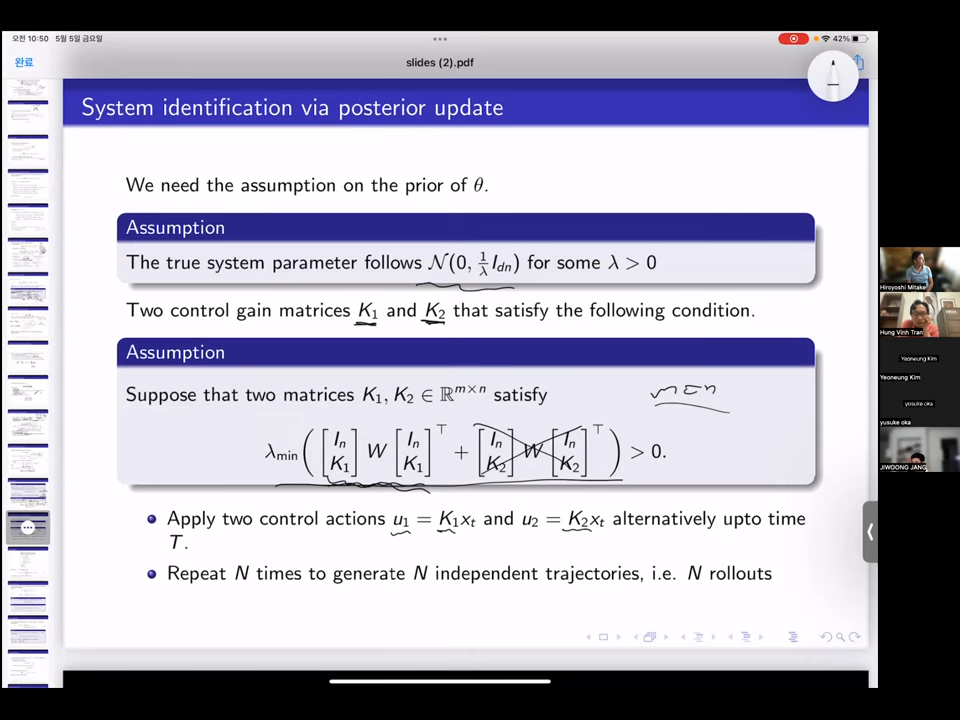 오전 10:50 5월 5일 금요일
42%
완료
slides (2).pdf
System identification via posterior update
We need the assumption on the prior of θ.
Assumption
The true system parameter follows 𝒩(0, 1/λ I_{dn}) for some λ > 0
Two control gain matrices K₁ and K₂ that satisfy the following condition.
Assumption
Suppose that two matrices K₁, K₂ ∈ ℝ^{m×n} satisfy
λ_min ( [I_n K₁] W [I_n K₁]^⊤ + [I_n K₂] W [I_n K₂]^⊤ ) > 0.
Apply two control actions u₁ = K₁x_t and u₂ = K₂x_t alternatively upto time
T.
Repeat N times to generate N independent trajectories, i.e. N rollouts
Hiroyoshi Mitake
Hung Vinh Tran
Yeoneung Kim
Yeoneung Kim
yusuke oka
yusuke oka
JIWOONG JANG